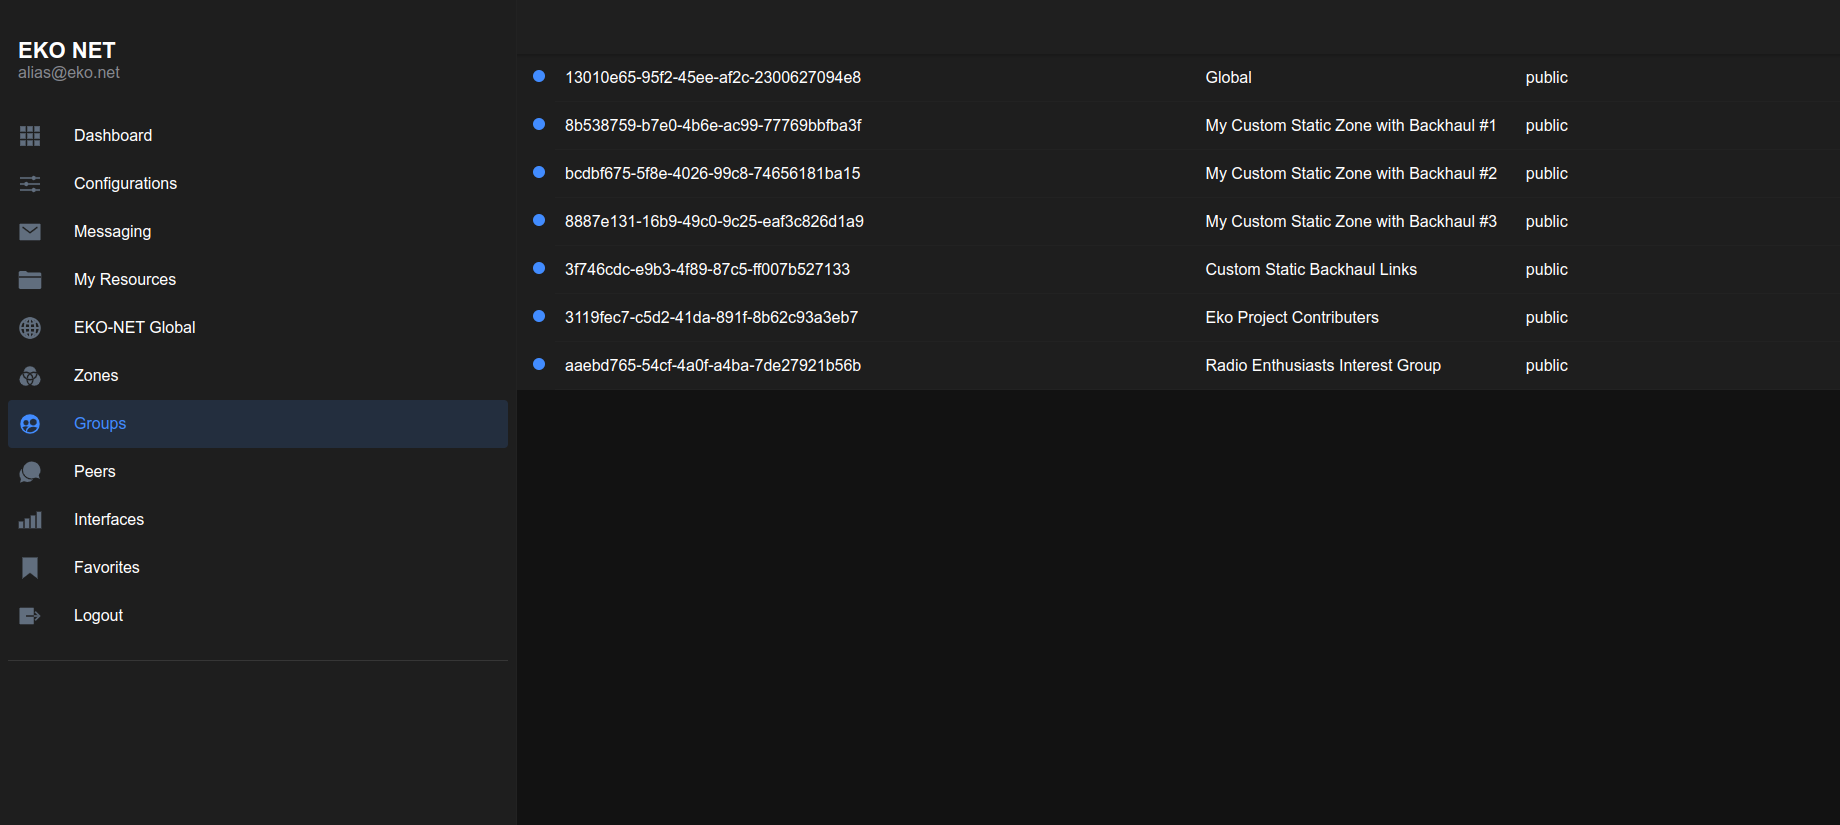 EKO NET
alias@eko.net
Dashboard
Configurations
Messaging
My Resources
EKO-NET Global
Zones
Groups
Peers
Interfaces
Favorites
Logout
13010e65-95f2-45ee-af2c-2300627094e8 Global public
8b538759-b7e0-4b6e-ac99-77769bbfba3f My Custom Static Zone with Backhaul #1 public
bcdbf675-5f8e-4026-99c8-74656181ba15 My Custom Static Zone with Backhaul #2 public
8887e131-16b9-49c0-9c25-eaf3c826d1a9 My Custom Static Zone with Backhaul #3 public
3f746cdc-e9b3-4f89-87c5-ff007b527133 Custom Static Backhaul Links public
3119fec7-c5d2-41da-891f-8b62c93a3eb7 Eko Project Contributers public
aaebd765-54cf-4a0f-a4ba-7de27921b56b Radio Enthusiasts Interest Group public